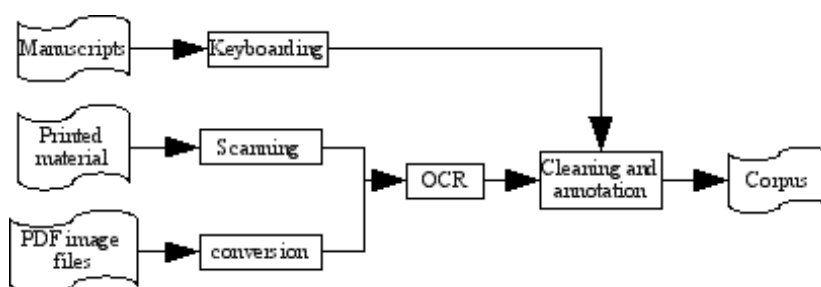 Manuscripts
Keyboarding
Printed
material
Scanning
OCR
Cleaning and
annotation
Corpus
PDF image
files
conversion